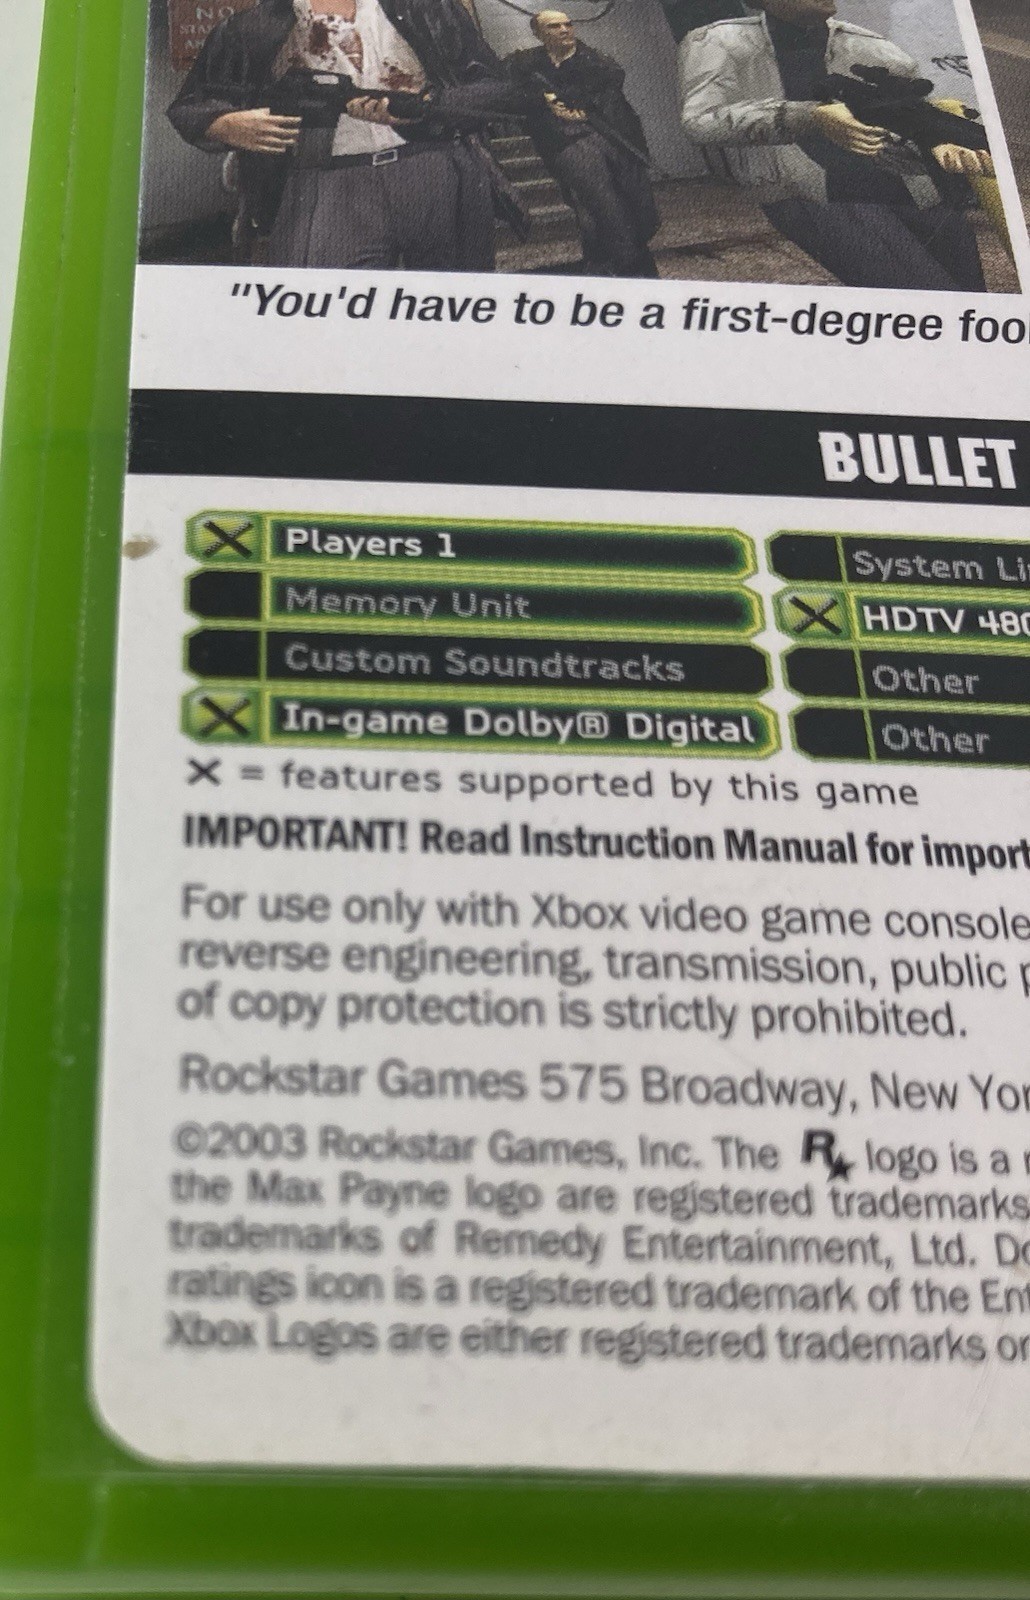 NO
"You'd have to be a first-degree foo
BULLET
Players 1
System Li
Memory Unit
HDTV 480
Custom Soundtracks
Other
In-game Dolby® Digital
Other
X = features supported by this game
IMPORTANT! Read Instruction Manual for import
For use only with Xbox video game console
reverse engineering, transmission, public p
of copy protection is strictly prohibited.
Rockstar Games 575 Broadway, New Yor
©2003 Rockstar Games, Inc. The R★ logo is a r
the Max Payne logo are registered trademarks
trademarks of Remedy Entertainment, Ltd. Do
ratings icon is a registered trademark of the Ent
Xbox Logos are either registered trademarks or